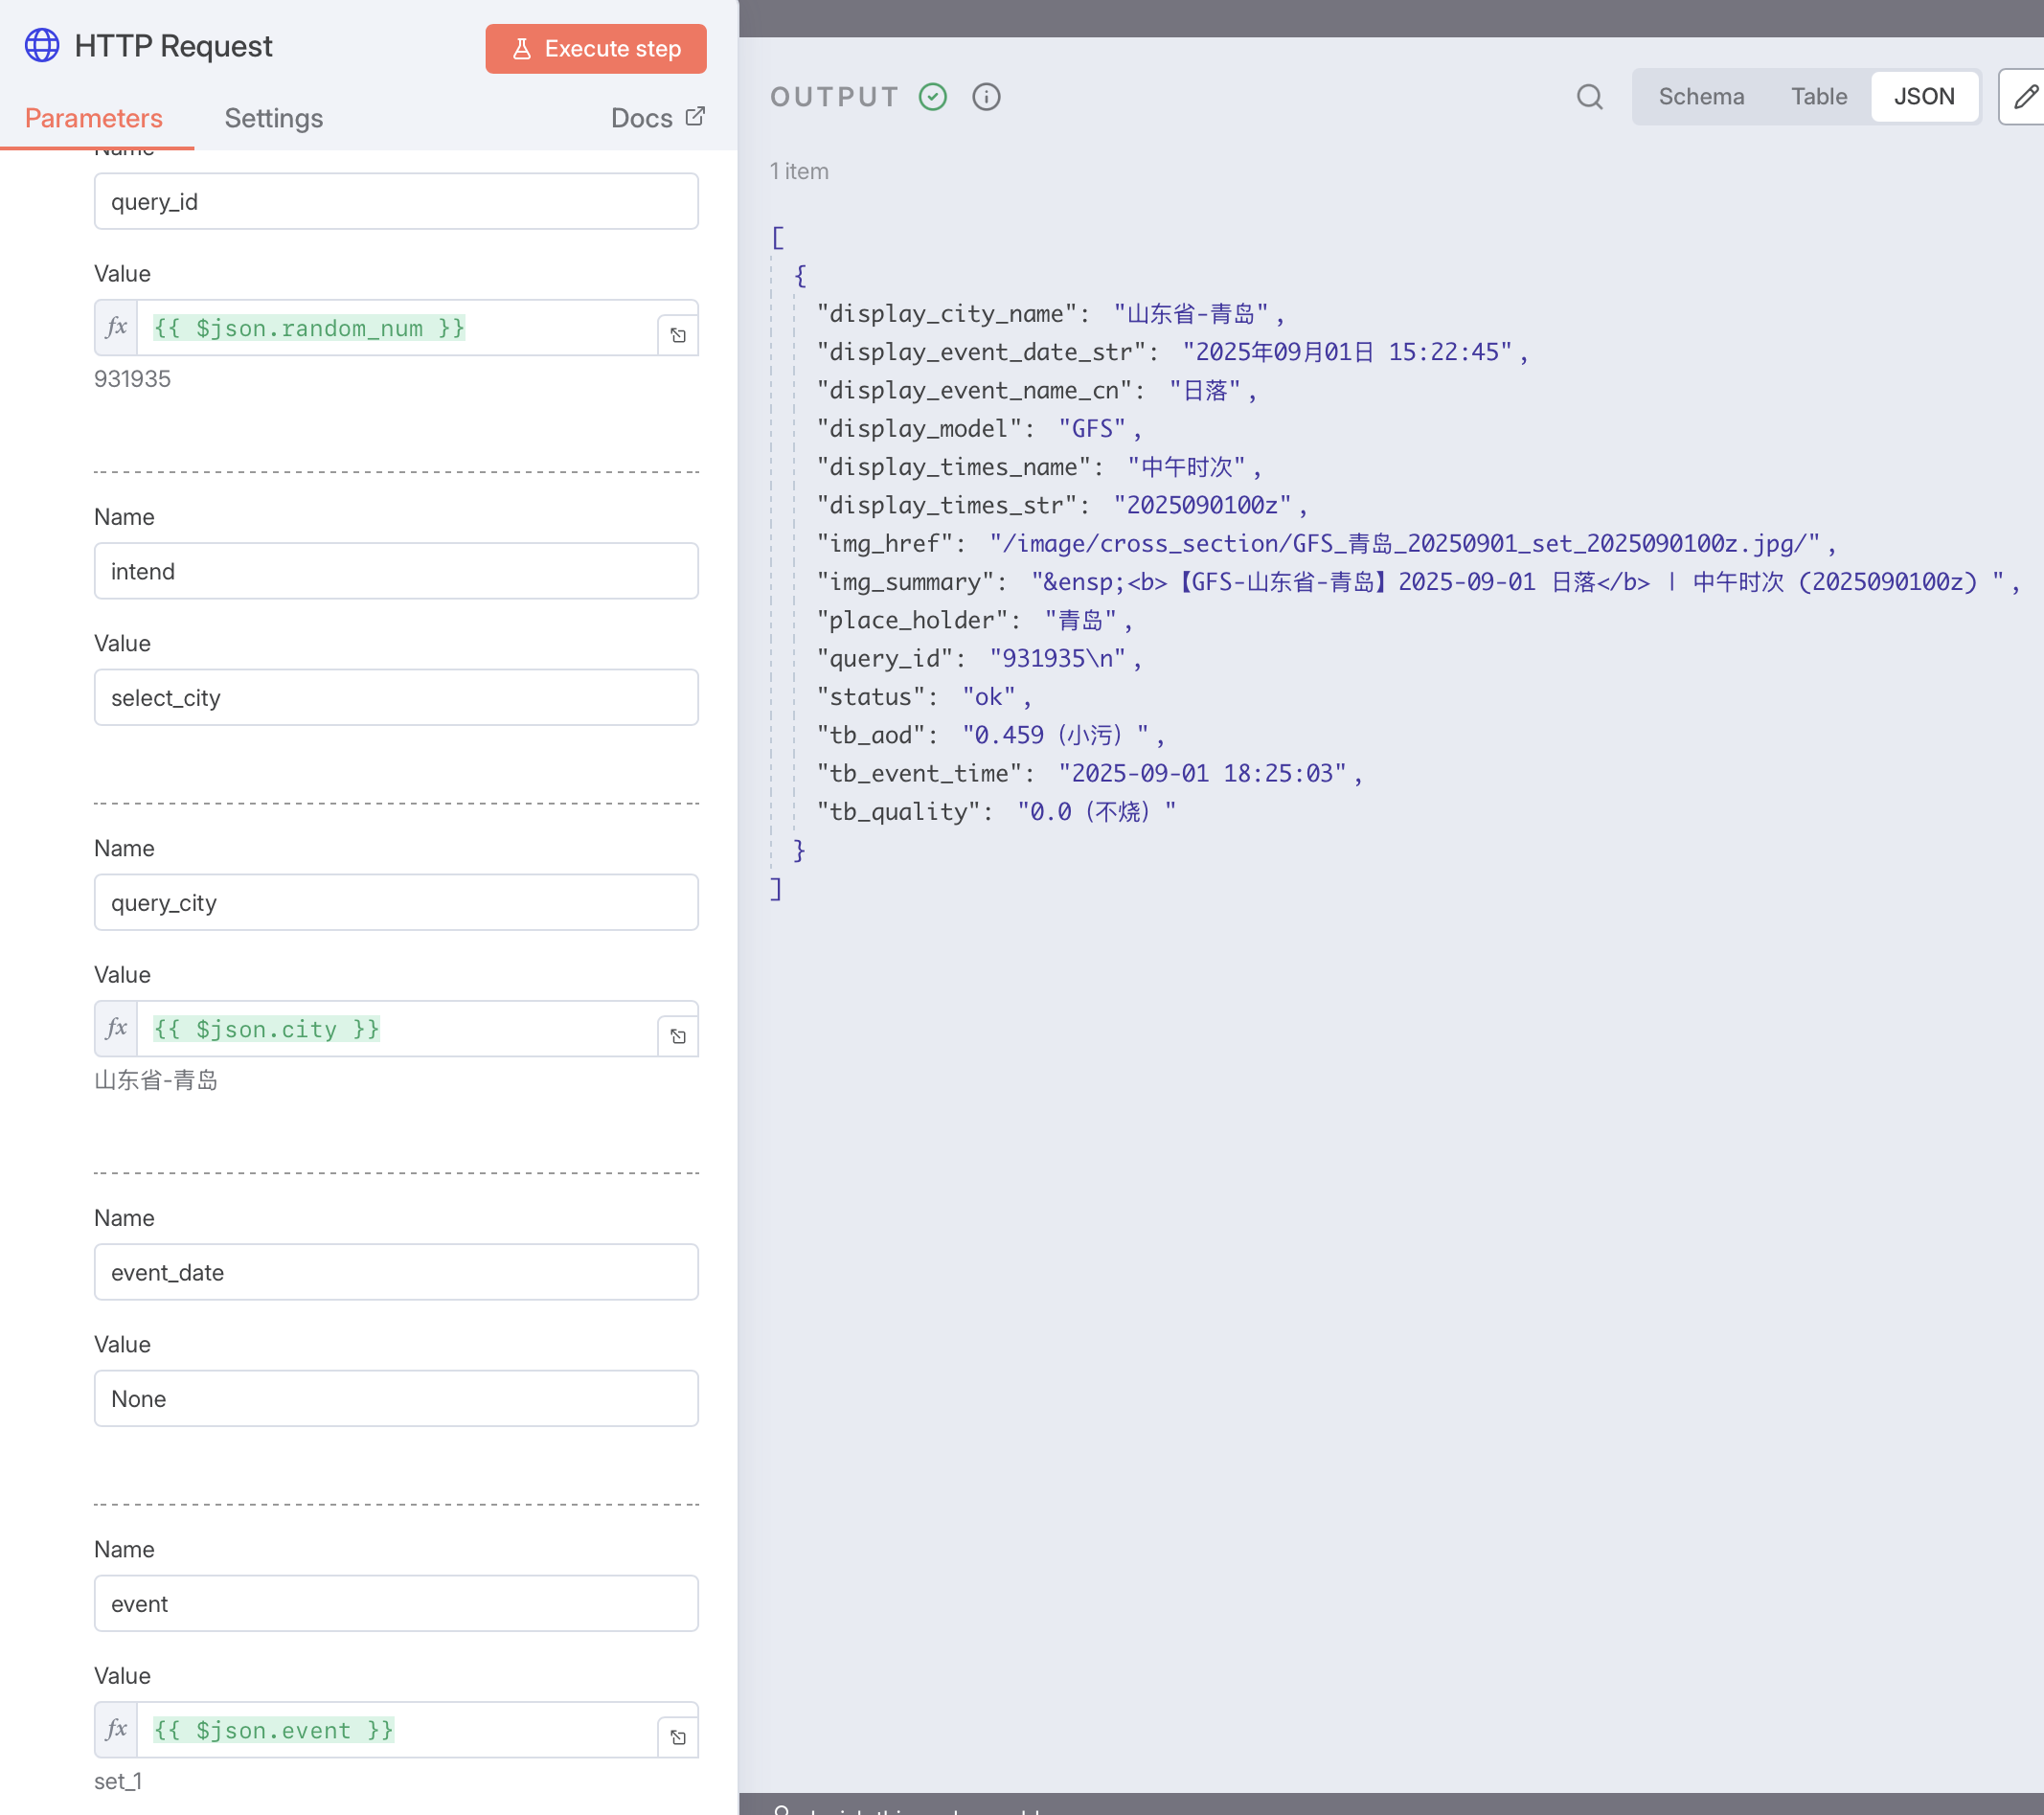 HTTP Request
Execute step
Parameters
Settings
Docs
Name
query_id
Value
fx
{{ $json.random_num }}
931935
Name
intend
Value
select_city
Name
query_city
Value
fx
{{ $json.city }}
山东省-青岛
Name
event_date
Value
None
Name
event
Value
fx
{{ $json.event }}
set_1
OUTPUT
Schema
Table
JSON
1 item
[
{
"display_city_name": "山东省-青岛",
"display_event_date_str": "2025年09月01日 15:22:45",
"display_event_name_cn": "日落",
"display_model": "GFS",
"display_times_name": "中午时次",
"display_times_str": "2025090100z",
"img_href": "/image/cross_section/GFS_青岛_20250901_set_2025090100z.jpg/",
"img_summary": "&ensp;<b>【GFS-山东省-青岛】2025-09-01 日落</b> | 中午时次 (2025090100z) ",
"place_holder": "青岛",
"query_id": "931935\n",
"status": "ok",
"tb_aod": "0.459（小污）",
"tb_event_time": "2025-09-01 18:25:03",
"tb_quality": "0.0（不烧）"
}
]